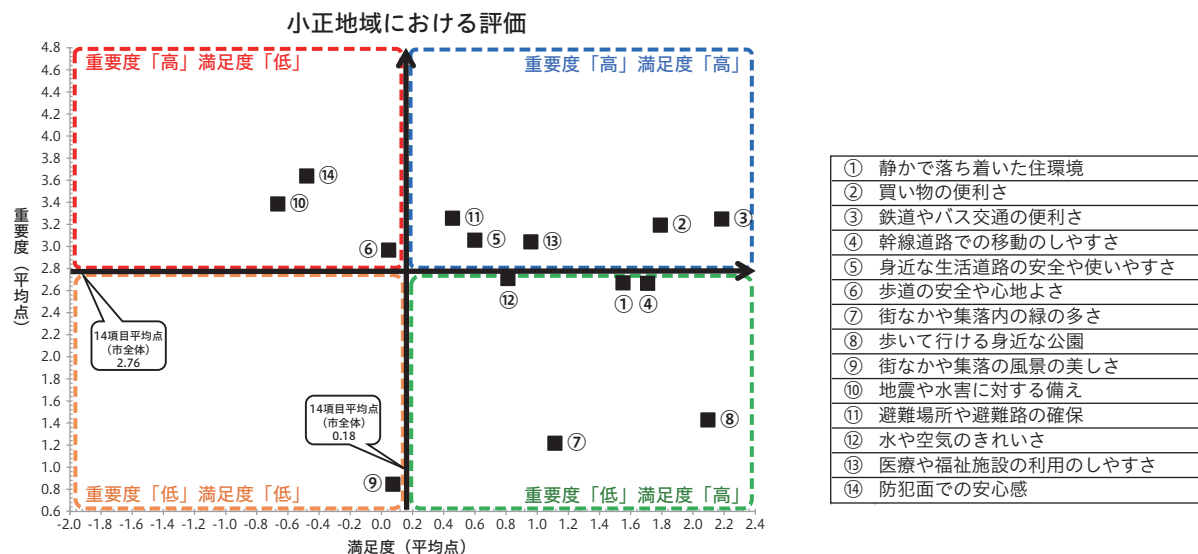 小正地域における評価
重要度「高」満足度「低」
重要度「高」満足度「高」
重要度「低」満足度「低」
重要度「低」満足度「高」
重要度（平均点）
4.8
4.6
4.4
4.2
4.0
3.8
3.6
3.4
3.2
3.0
2.8
2.6
2.4
2.2
2.0
1.8
1.6
1.4
1.2
1.0
0.8
0.6
⑭
⑩
⑥
⑪
⑤
⑬
②
③
⑫
①
④
⑧
⑦
⑨
14項目平均点
（市全体）
2.76
14項目平均点
（市全体）
0.18
-2.0 -1.8 -1.6 -1.4 -1.2 -1.0 -0.8 -0.6 -0.4 -0.2 0.0 0.2 0.4 0.6 0.8 1.0 1.2 1.4 1.6 1.8 2.0 2.2 2.4
満足度（平均点）
① 静かで落ち着いた住環境
② 買い物の便利さ
③ 鉄道やバス交通の便利さ
④ 幹線道路での移動のしやすさ
⑤ 身近な生活道路の安全や使いやすさ
⑥ 歩道の安全や心地よさ
⑦ 街なかや集落内の緑の多さ
⑧ 歩いて行ける身近な公園
⑨ 街なかや集落の風景の美しさ
⑩ 地震や水害に対する備え
⑪ 避難場所や避難路の確保
⑫ 水や空気のきれいさ
⑬ 医療や福祉施設の利用のしやすさ
⑭ 防犯面での安心感